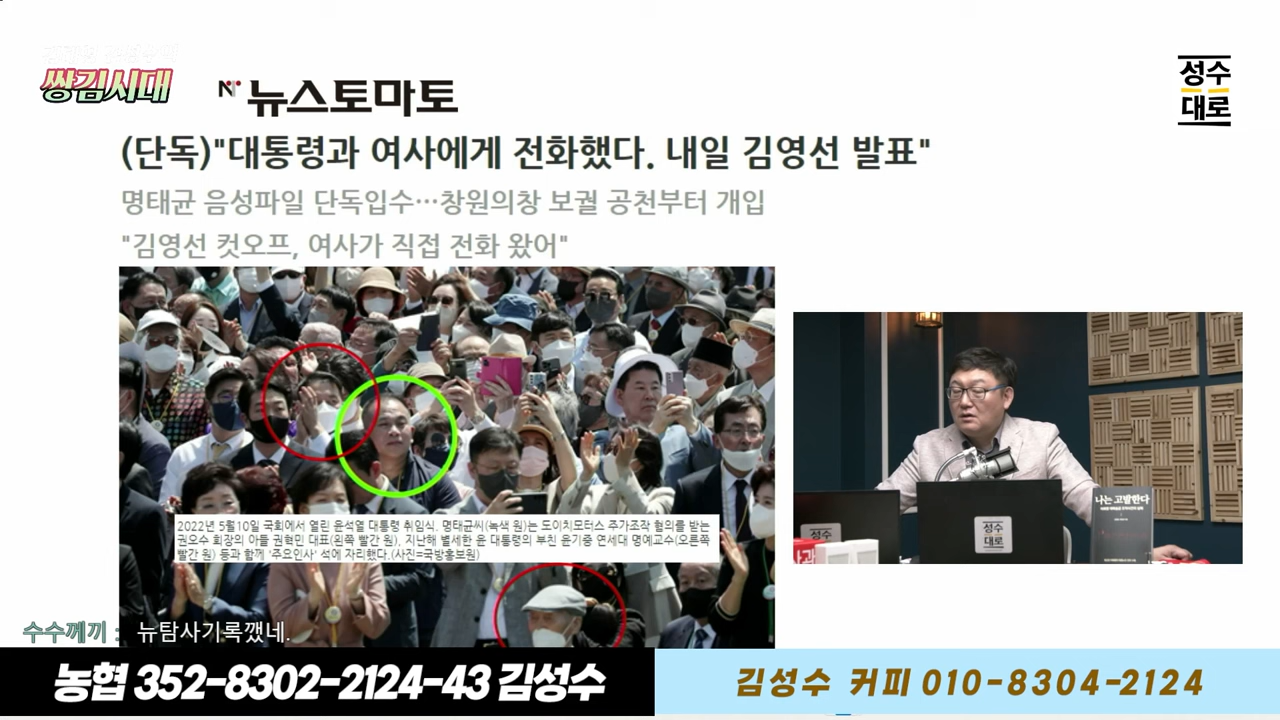 쌍김시대
뉴스토마토
성수
대로
(단독)"대통령과 여사에게 전화했다. 내일 김영선 발표"
명태균 음성파일 단독입수…창원의창 보궐 공천부터 개입
"김영선 컷오프, 여사가 직접 전화 왔어"
2022년 5월10일 국회에서 열린 윤석열 대통령 취임식. 명태균씨(녹색 원)는 도이치모터스 주가조작 혐의를 받는
권오수 회장의 아들 권혁민 대표(왼쪽 빨간 원), 지난해 별세한 윤 대통령의 부친 윤기중 연세대 명예교수(오른쪽
빨간 원) 등과 함께 '주요인사' 석에 자리했다.(사진=국방홍보원)
나는 고발한다
성수
대로
수수께끼 : 뉴탐사기록깼네.
농협 352-8302-2124-43 김성수
김성수 커피 010-8304-2124